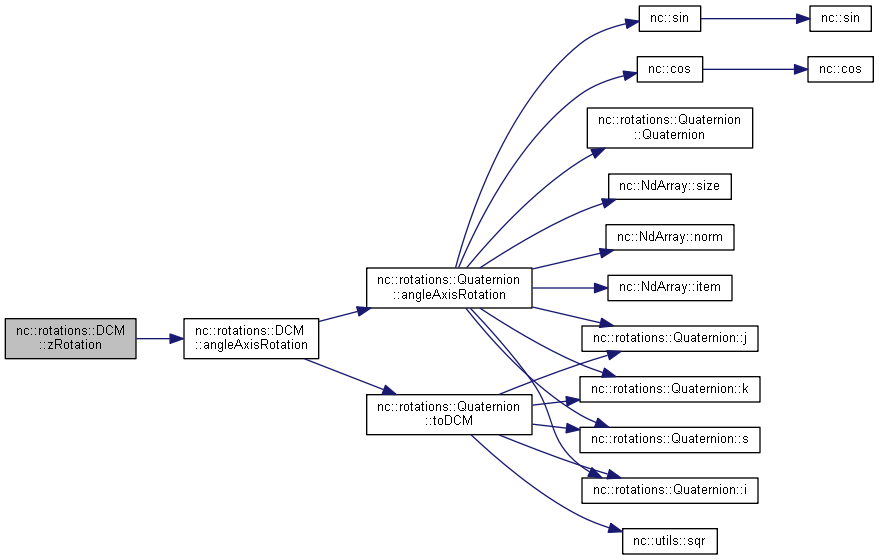 nc::rotations::DCM
::zRotation
nc::rotations::DCM
::angleAxisRotation
nc::rotations::Quaternion
::angleAxisRotation
nc::rotations::Quaternion
::toDCM
nc::sin
nc::sin
nc::cos
nc::cos
nc::rotations::Quaternion
::Quaternion
nc::NdArray::size
nc::NdArray::norm
nc::NdArray::item
nc::rotations::Quaternion::j
nc::rotations::Quaternion::k
nc::rotations::Quaternion::s
nc::rotations::Quaternion::i
nc::utils::sqr